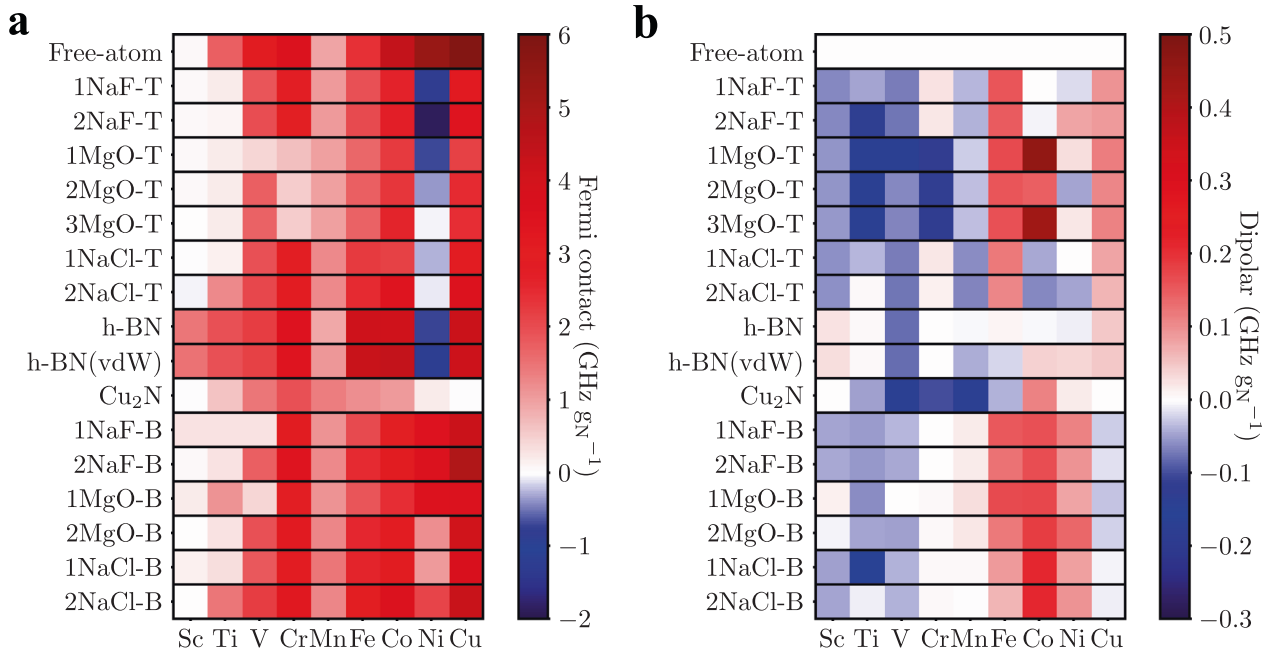 a
Free-atom
1NaF-T
2NaF-T
1MgO-T
2MgO-T
3MgO-T
1NaCl-T
2NaCl-T
h-BN
h-BN(vdW)
Cu₂N
1NaF-B
2NaF-B
1MgO-B
2MgO-B
1NaCl-B
2NaCl-B
Sc Ti V Cr Mn Fe Co Ni Cu
6
5
4
3
2
1
0
−1
−2
Fermi contact (GHz g_N⁻¹)
b
Free-atom
1NaF-T
2NaF-T
1MgO-T
2MgO-T
3MgO-T
1NaCl-T
2NaCl-T
h-BN
h-BN(vdW)
Cu₂N
1NaF-B
2NaF-B
1MgO-B
2MgO-B
1NaCl-B
2NaCl-B
Sc Ti V Cr Mn Fe Co Ni Cu
0.5
0.4
0.3
0.2
0.1
0.0
−0.1
−0.2
−0.3
Dipolar (GHz g_N⁻¹)